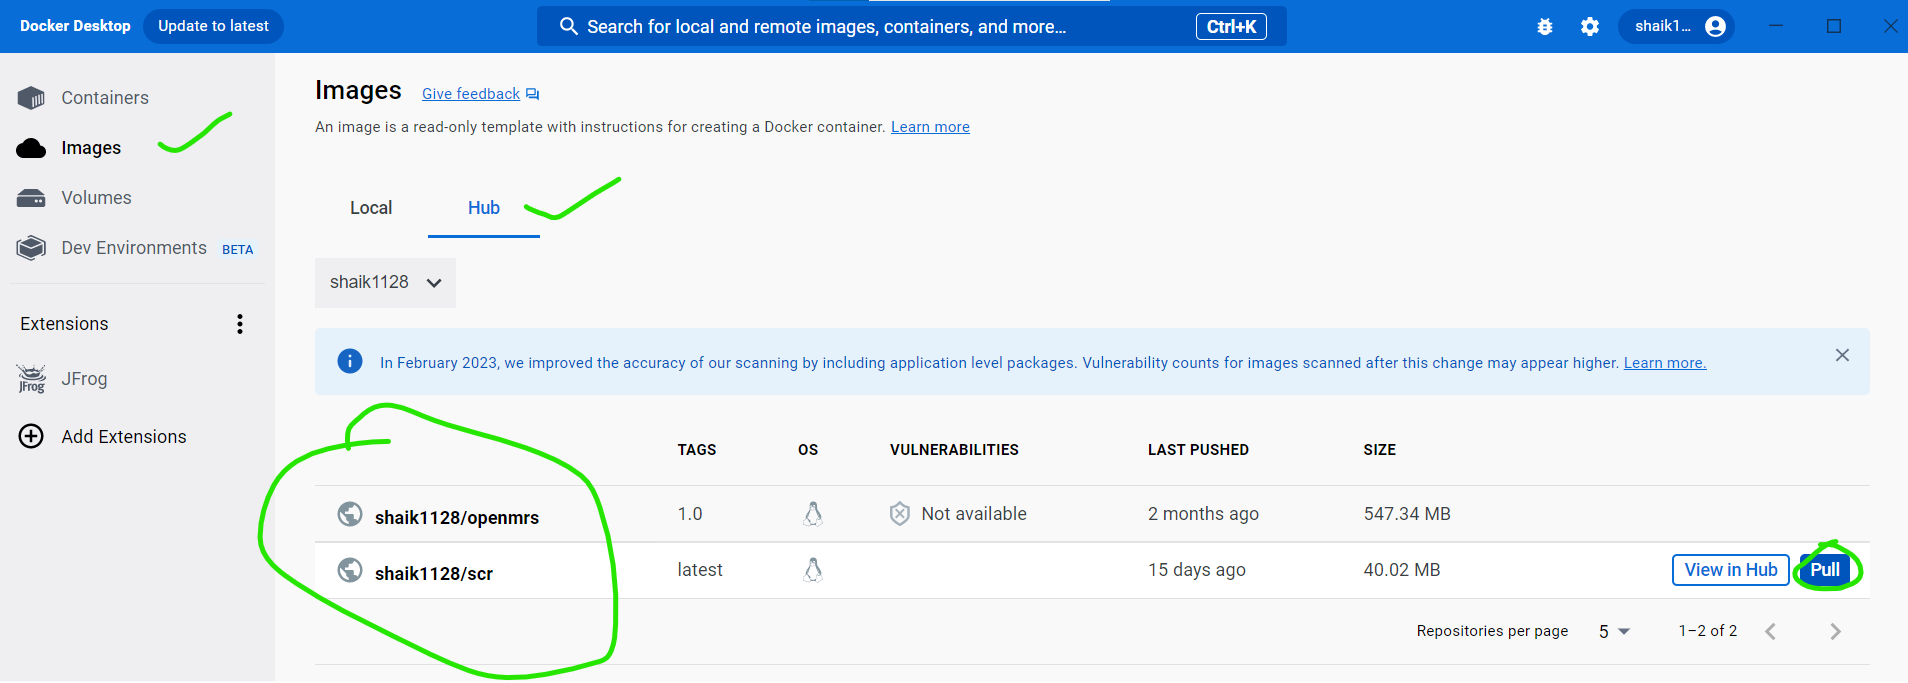 Docker Desktop Update to latest Search for local and remote images, containers, and more... Ctrl+K shaik1...
Containers
Images
Volumes
Dev Environments BETA
Extensions
JFrog
JFrog
Add Extensions
Images Give feedback
An image is a read-only template with instructions for creating a Docker container. Learn more
Local Hub
shaik1128
In February 2023, we improved the accuracy of our scanning by including application level packages. Vulnerability counts for images scanned after this change may appear higher. Learn more.
TAGS OS VULNERABILITIES LAST PUSHED SIZE
shaik1128/openmrs 1.0 Not available 2 months ago 547.34 MB
shaik1128/scr latest 15 days ago 40.02 MB View in Hub Pull
Repositories per page 5 1–2 of 2